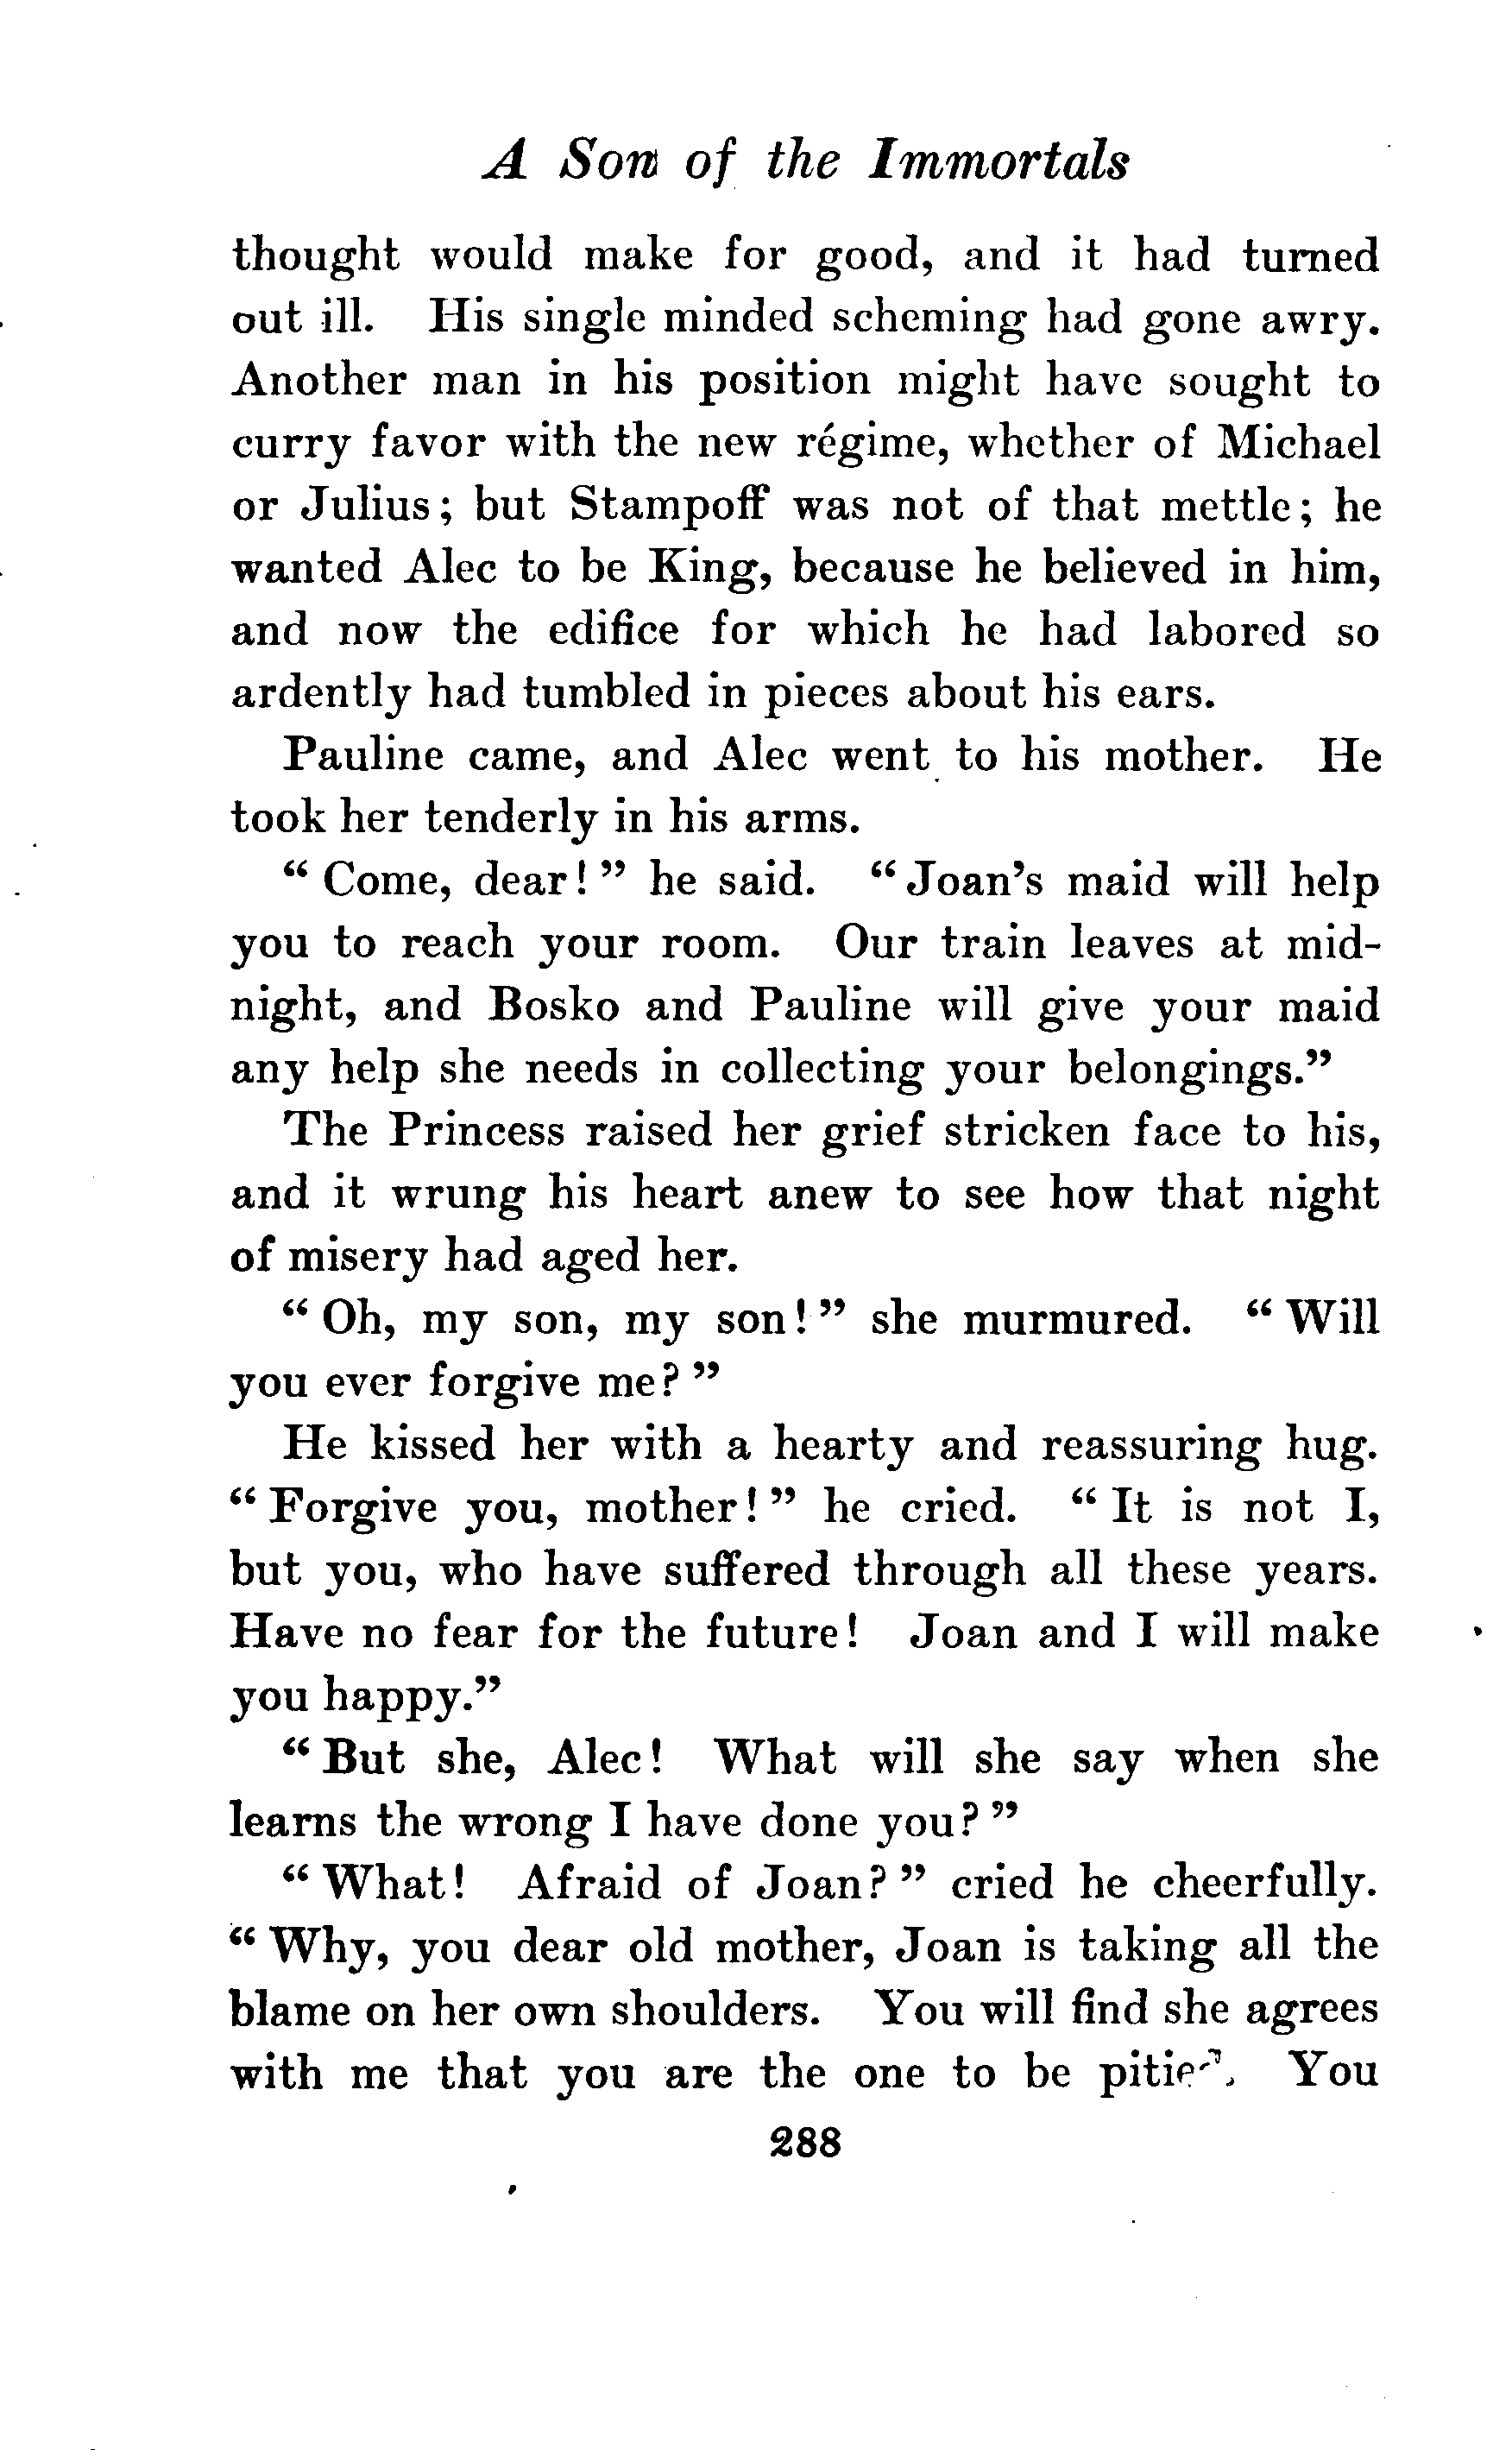 A Son of the Immortals
thought would make for good, and it had turned
out ill. His single minded scheming had gone awry.
Another man in his position might have sought to
curry favor with the new régime, whether of Michael
or Julius; but Stampoff was not of that mettle; he
wanted Alec to be King, because he believed in him,
and now the edifice for which he had labored so
ardently had tumbled in pieces about his ears.
Pauline came, and Alec went to his mother. He
took her tenderly in his arms.
“ Come, dear! ” he said. “ Joan’s maid will help
you to reach your room. Our train leaves at mid-
night, and Bosko and Pauline will give your maid
any help she needs in collecting your belongings.”
The Princess raised her grief stricken face to his,
and it wrung his heart anew to see how that night
of misery had aged her.
“ Oh, my son, my son! ” she murmured. “ Will
you ever forgive me? ”
He kissed her with a hearty and reassuring hug.
“ Forgive you, mother! ” he cried. “ It is not I,
but you, who have suffered through all these years.
Have no fear for the future! Joan and I will make
you happy.”
“ But she, Alec! What will she say when she
learns the wrong I have done you? ”
“ What! Afraid of Joan? ” cried he cheerfully.
“ Why, you dear old mother, Joan is taking all the
blame on her own shoulders. You will find she agrees
with me that you are the one to be pitied. You
288